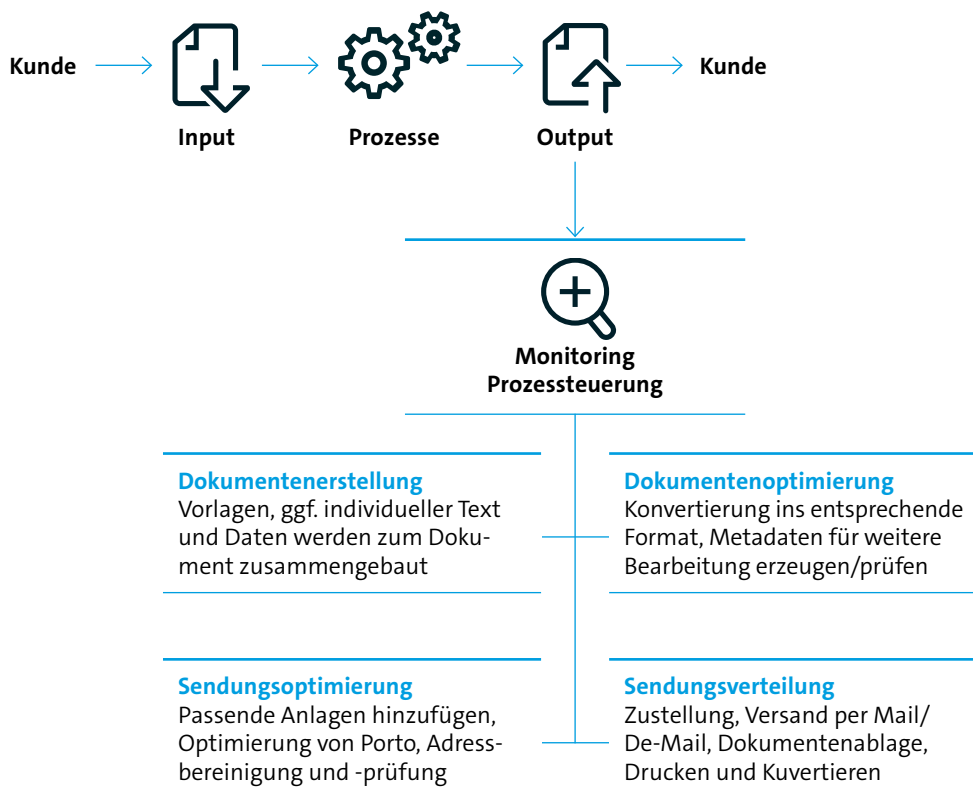 Kunde
Kunde
Input
Prozesse
Output
Monitoring
Prozessteuerung
Dokumentenerstellung
Vorlagen, ggf. individueller Text
und Daten werden zum Doku-
ment zusammengebaut
Dokumentenoptimierung
Konvertierung ins entsprechende
Format, Metadaten für weitere
Bearbeitung erzeugen/prüfen
Sendungsoptimierung
Passende Anlagen hinzufügen,
Optimierung von Porto, Adress-
bereinigung und -prüfung
Sendungsverteilung
Zustellung, Versand per Mail/
De-Mail, Dokumentenablage,
Drucken und Kuvertieren